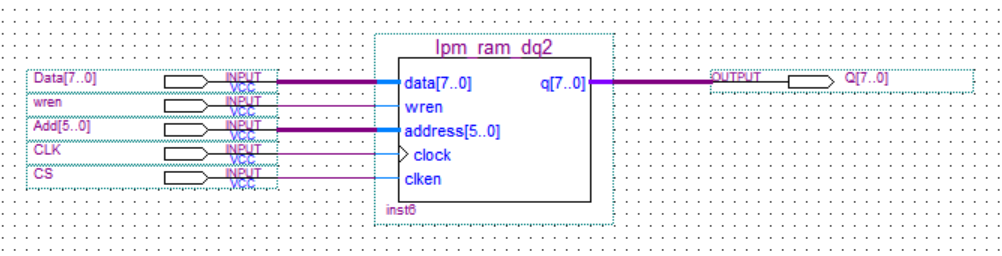 lpm_ram_dq2
Data[7..0] INPUT VCC data[7..0] q[7..0] OUTPUT Q[7..0]
wren INPUT VCC wren
Add[5..0] INPUT VCC address[5..0]
CLK INPUT VCC clock
CS INPUT VCC clken
inst6